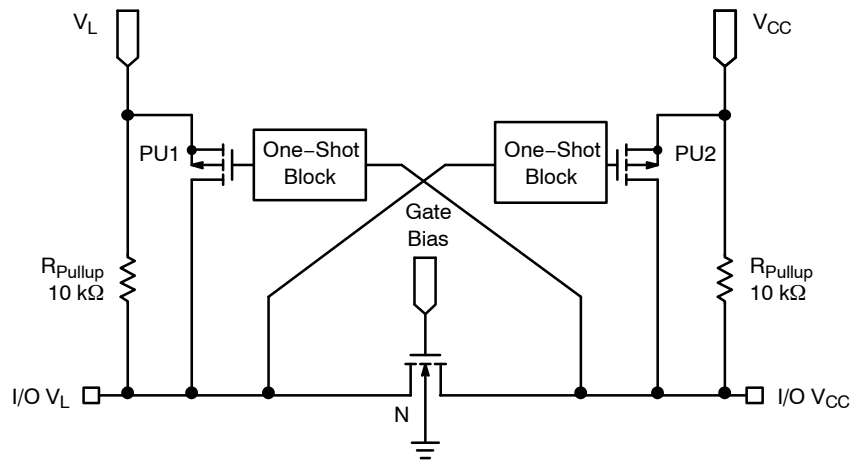 V_L
V_CC
PU1
One−Shot
Block
One−Shot
Block
PU2
Gate
Bias
R_Pullup
10 kΩ
R_Pullup
10 kΩ
I/O V_L
N
I/O V_CC